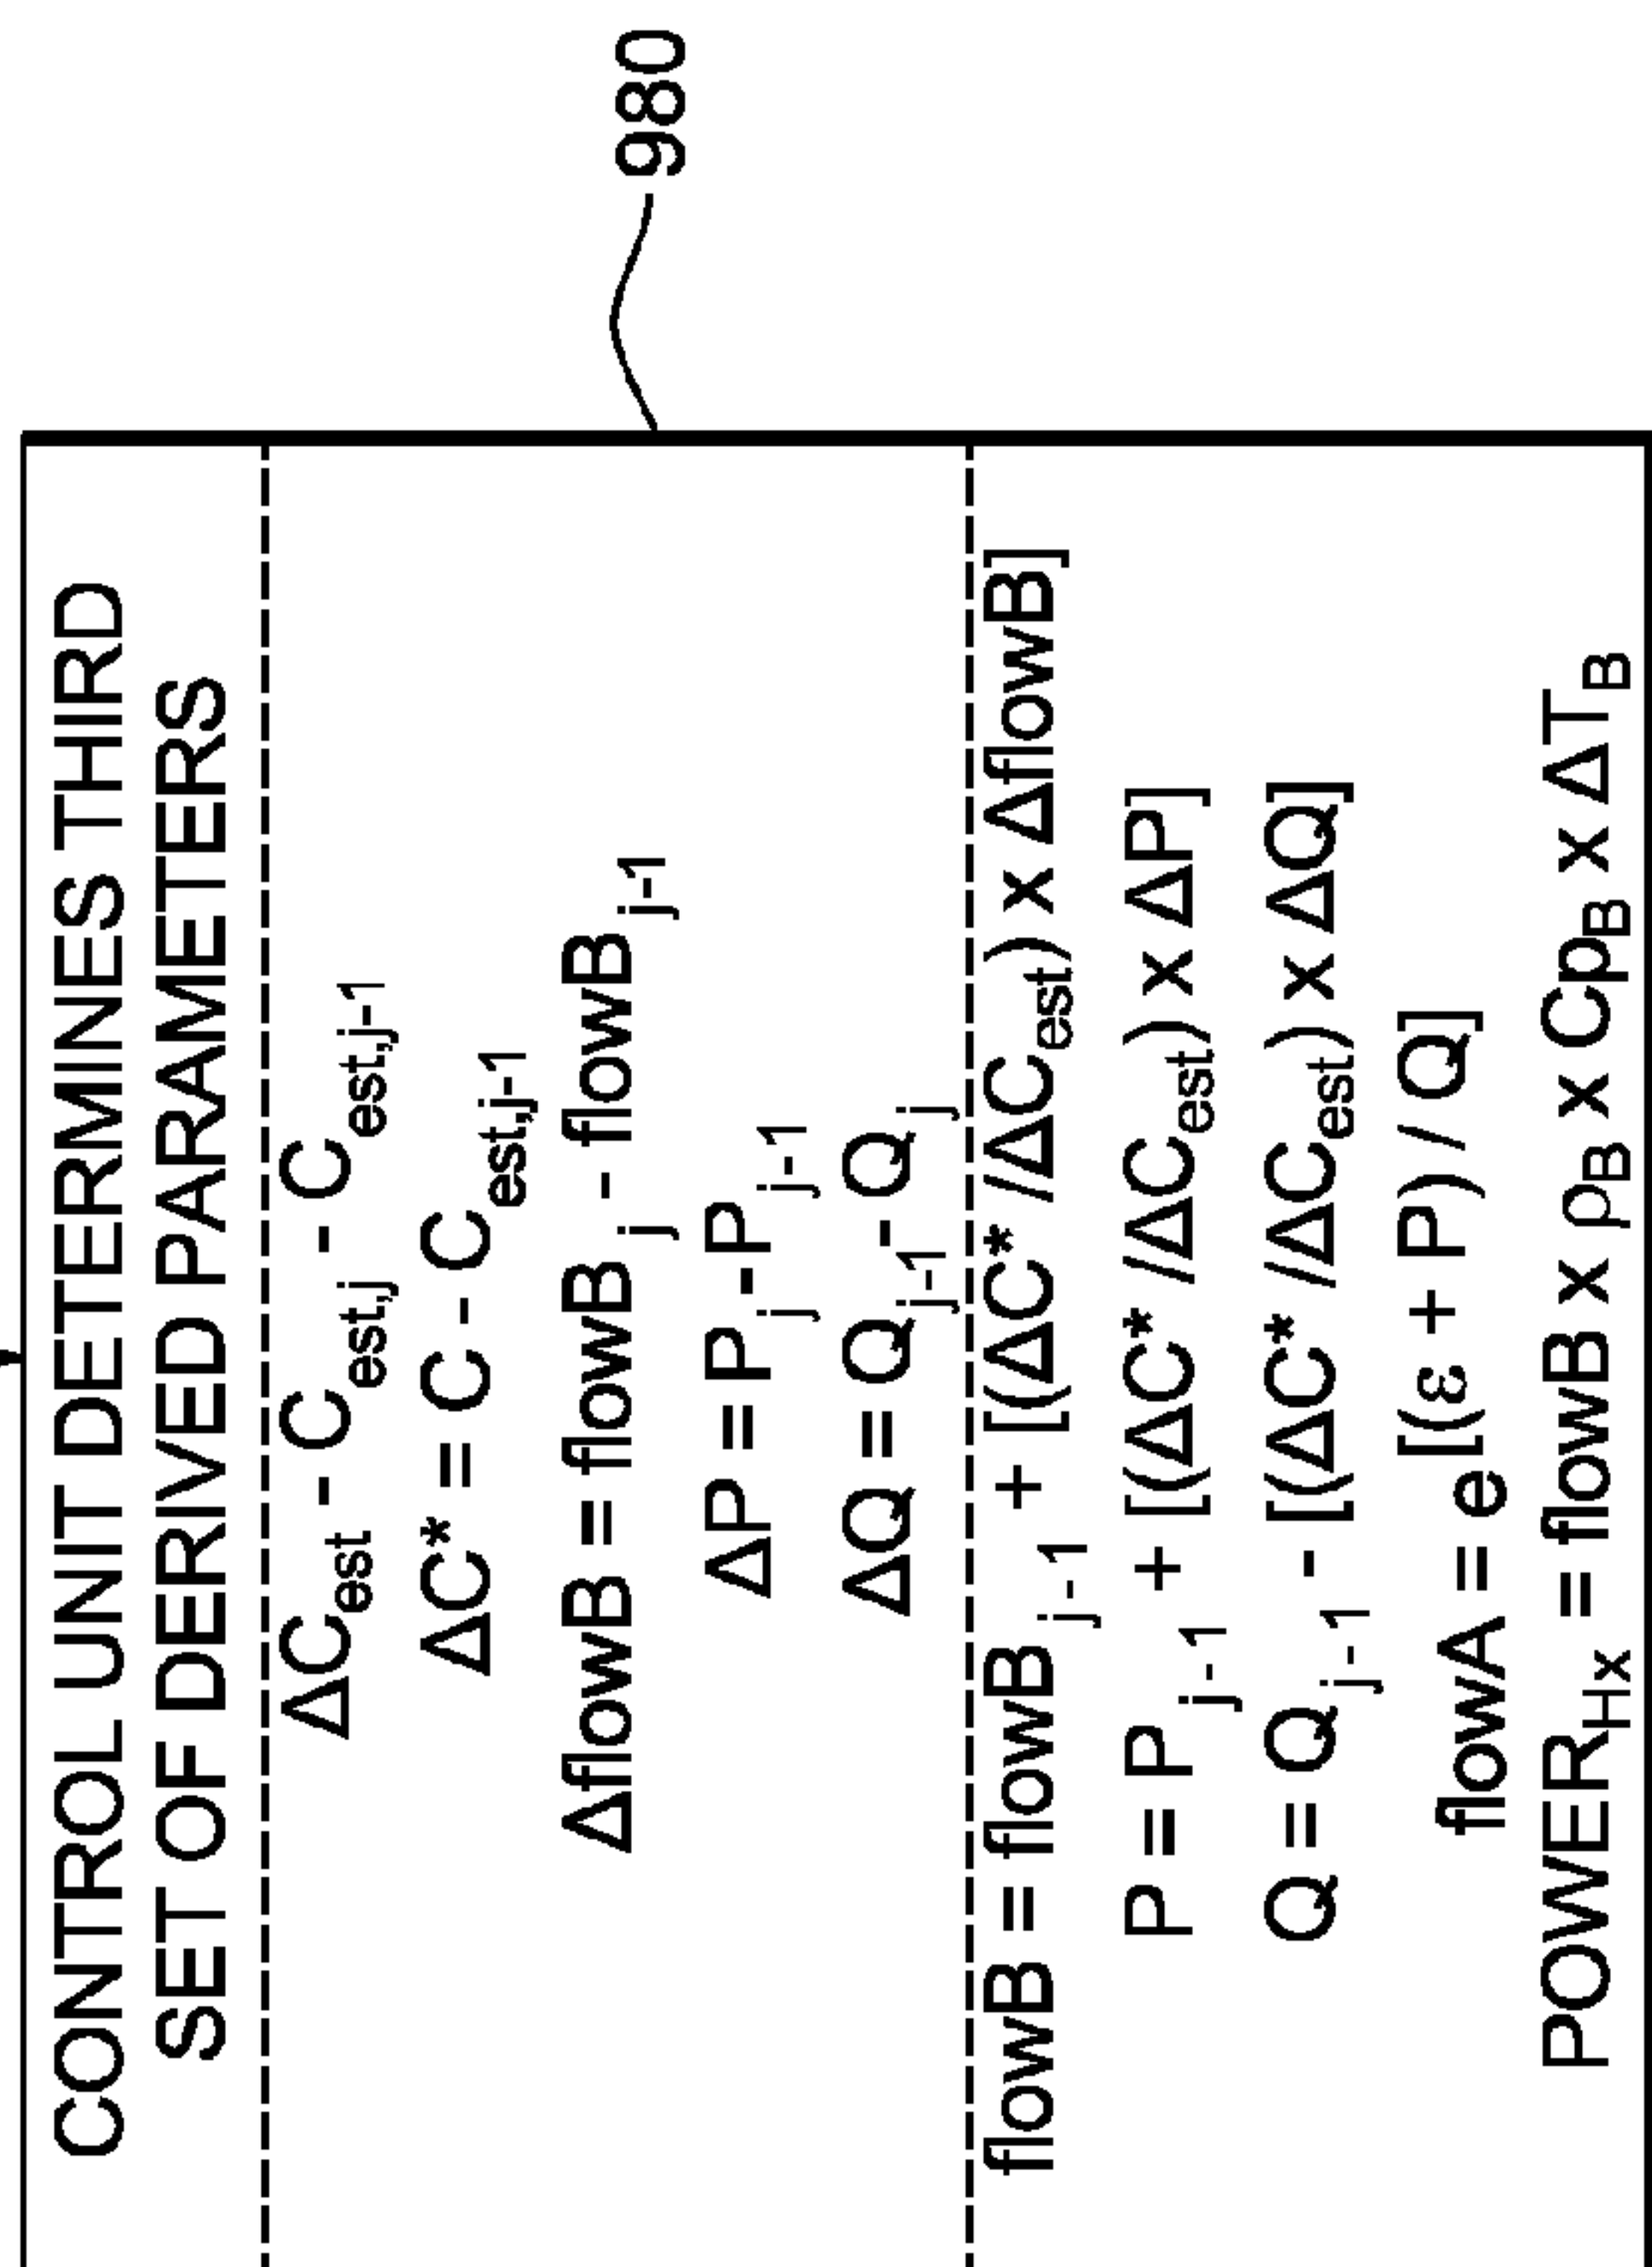 CONTROL UNIT DETERMINES THIRD
SET OF DERIVED PARAMETERS
ΔC_est - C_est,j - C_est,j-1
ΔC* = C - C_est,j-1
ΔflowB = flowB_j - flowB_j-1
ΔP = P_j-P_j-1
ΔQ = Q_j-1 - Q_j
flowB = flowB_j-1 + [(ΔC* //ΔC_est) x ΔflowB]
P = P_j-1 + [(ΔC* //ΔC_est) x ΔP]
Q = Q_j-1 - [(ΔC* //ΔC_est) x ΔQ]
flowA = e^[(ε + P) / Q]
POWER_Hx = flowB x ρ_B x Cp_B x ΔT_B
980